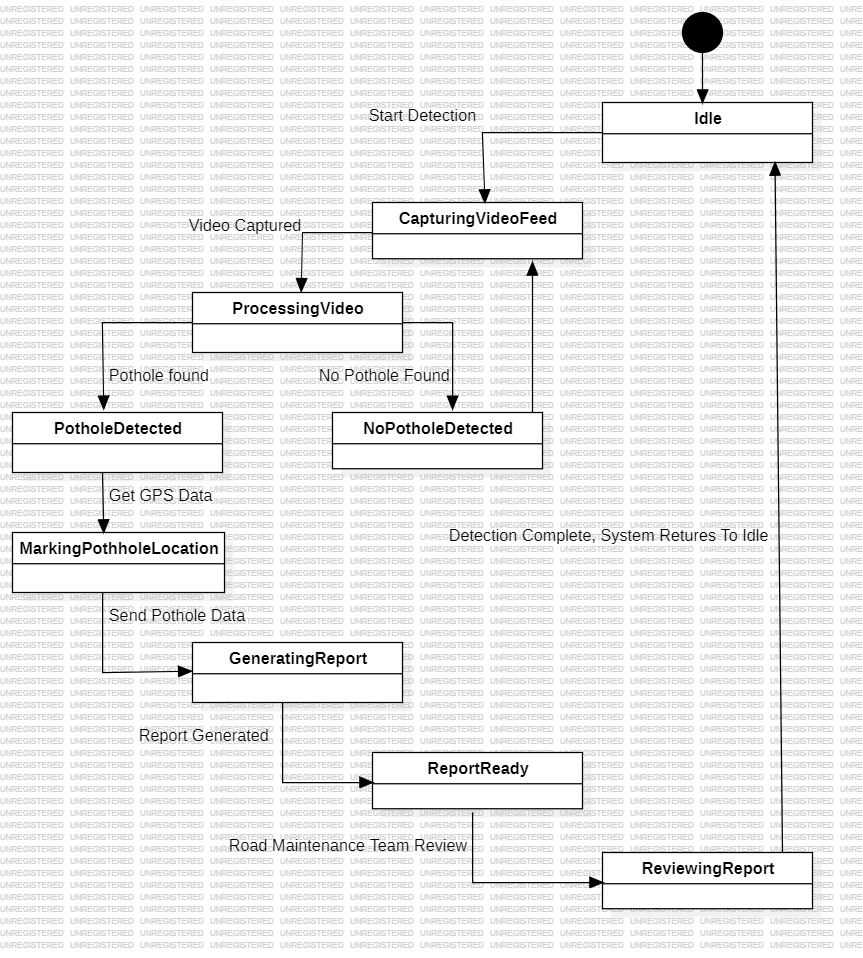 Idle
Start Detection
CapturingVideoFeed
Video Captured
ProcessingVideo
Pothole found
No Pothole Found
PotholeDetected
NoPotholeDetected
Get GPS Data
Detection Complete, System Retures To Idle
MarkingPothholeLocation
Send Pothole Data
GeneratingReport
Report Generated
ReportReady
Road Maintenance Team Review
ReviewingReport
UNREGISTERED